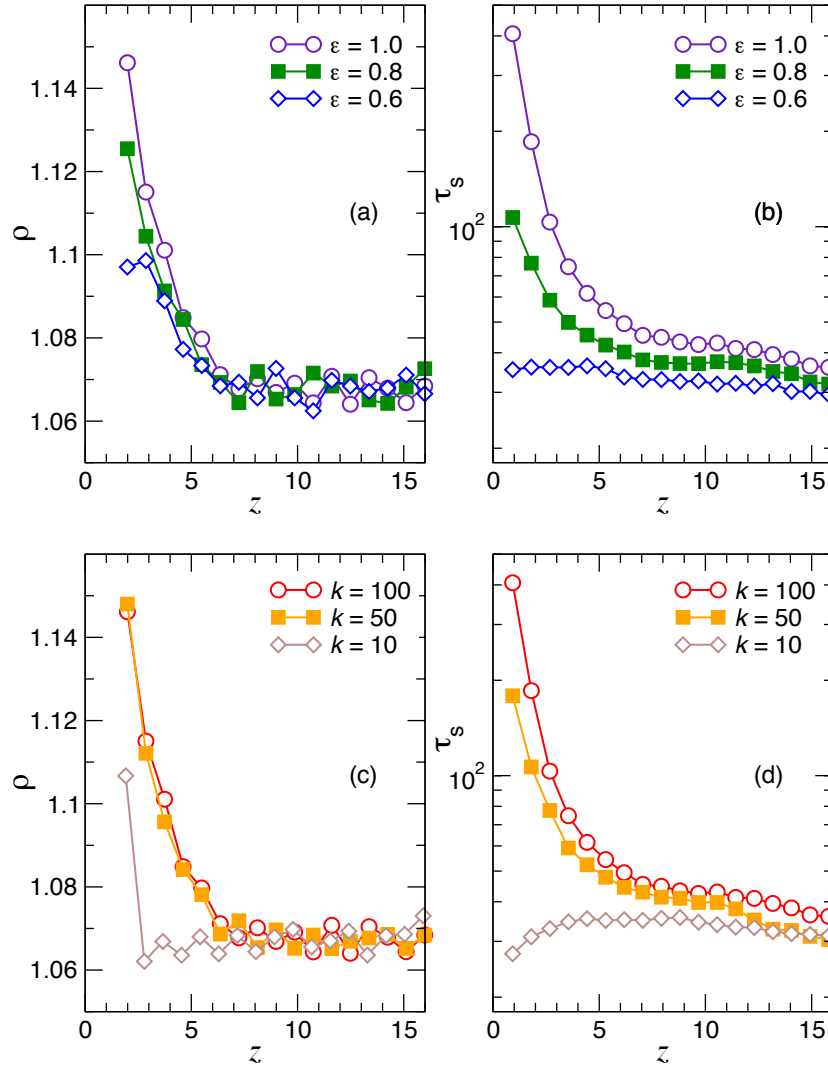 ε = 1.0
ε = 0.8
ε = 0.6
1.14
1.12
1.1
1.08
1.06
ρ
(a)
0 5 10 15
z
ε = 1.0
ε = 0.8
ε = 0.6
τs
10²
(b)
0 5 10 15
z
k = 100
k = 50
k = 10
1.14
1.12
1.1
1.08
1.06
ρ
(c)
0 5 10 15
z
k = 100
k = 50
k = 10
τs
10²
(d)
0 5 10 15
z